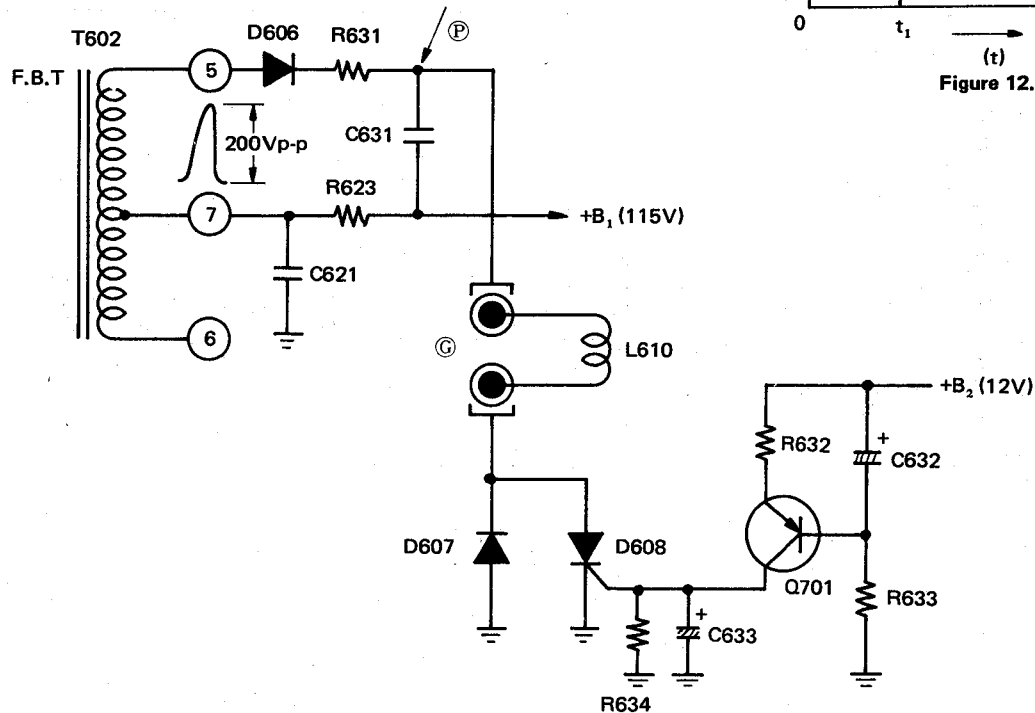 0 t₁
(t)
Figure 12.
T602
F.B.T
5
D606
R631
Ⓟ
200Vp-p
C631
R623
7
+B₁ (115V)
C621
6
Ⓖ
L610
+B₂ (12V)
R632
+
C632
D607
D608
Q701
R633
+
C633
R634